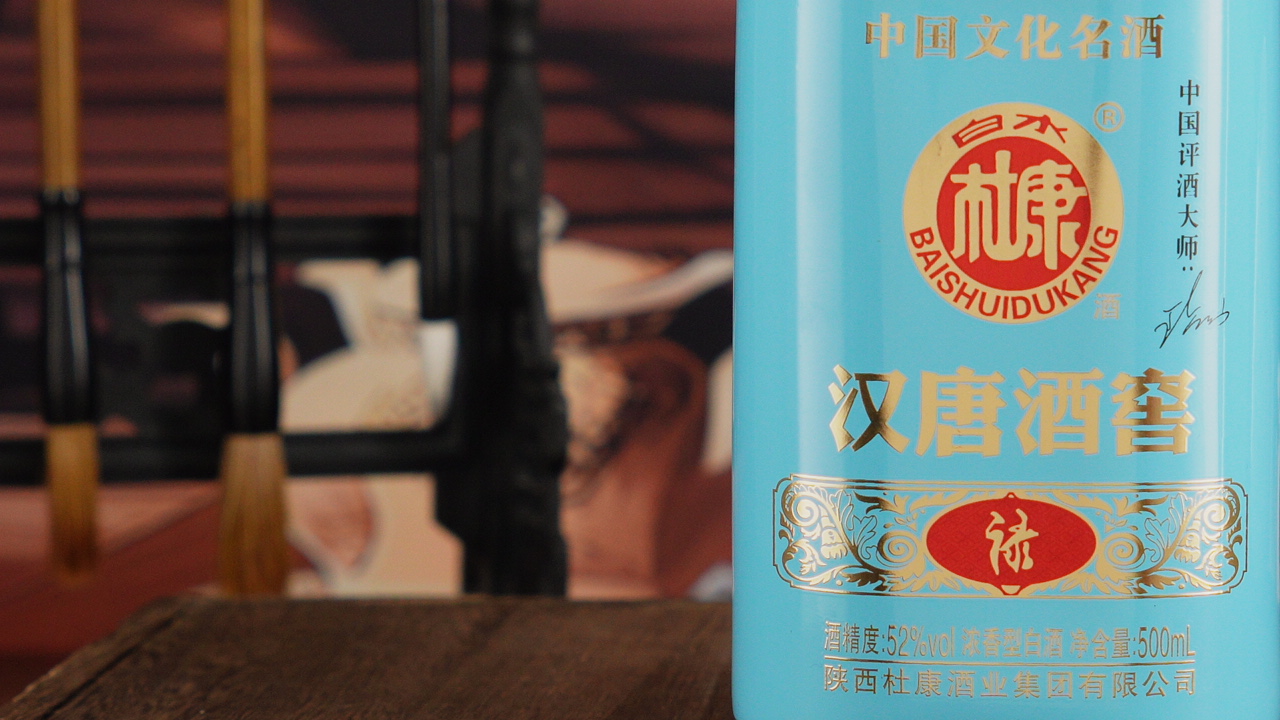 中国文化名酒
白水
杜康
BAISHUIDUKANG
®
酒
中国评酒大师:
汉唐酒窖
禄
酒精度:52%vol 浓香型白酒 净含量:500mL
陕西杜康酒业集团有限公司